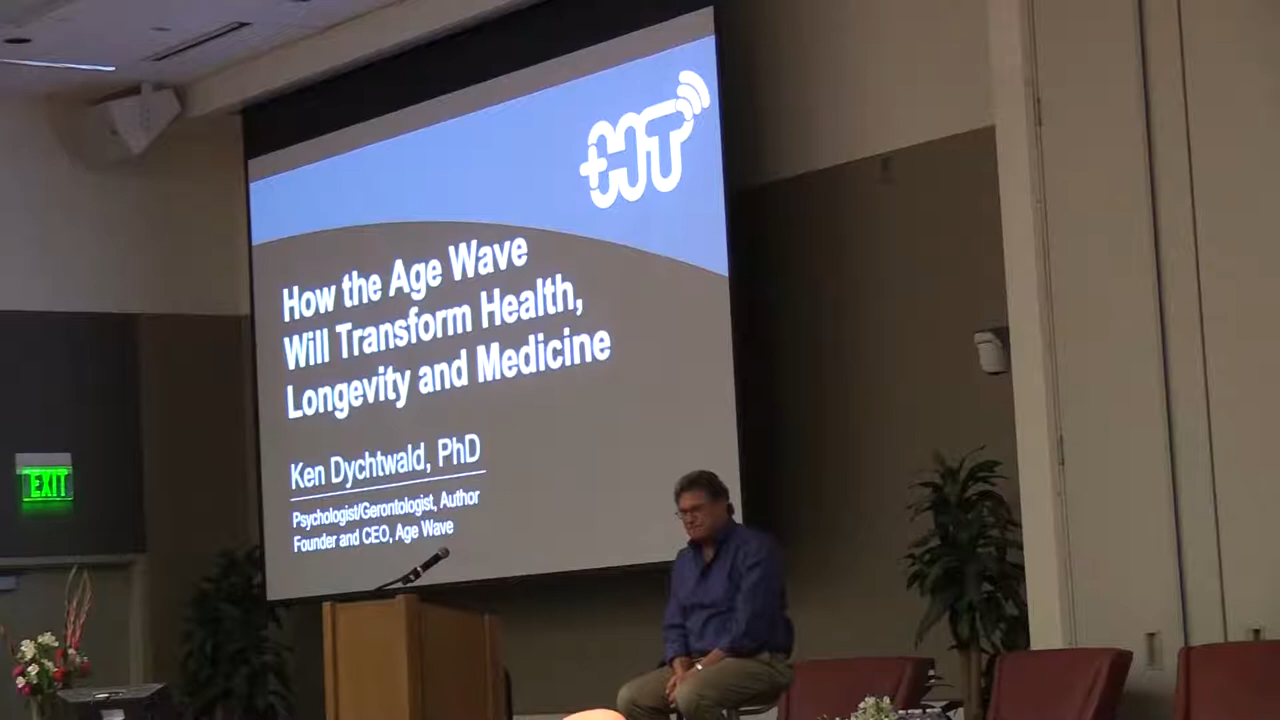 HT
How the Age Wave
Will Transform Health,
Longevity and Medicine
Ken Dychtwald, PhD
Psychologist/Gerontologist, Author
Founder and CEO, Age Wave
EXIT